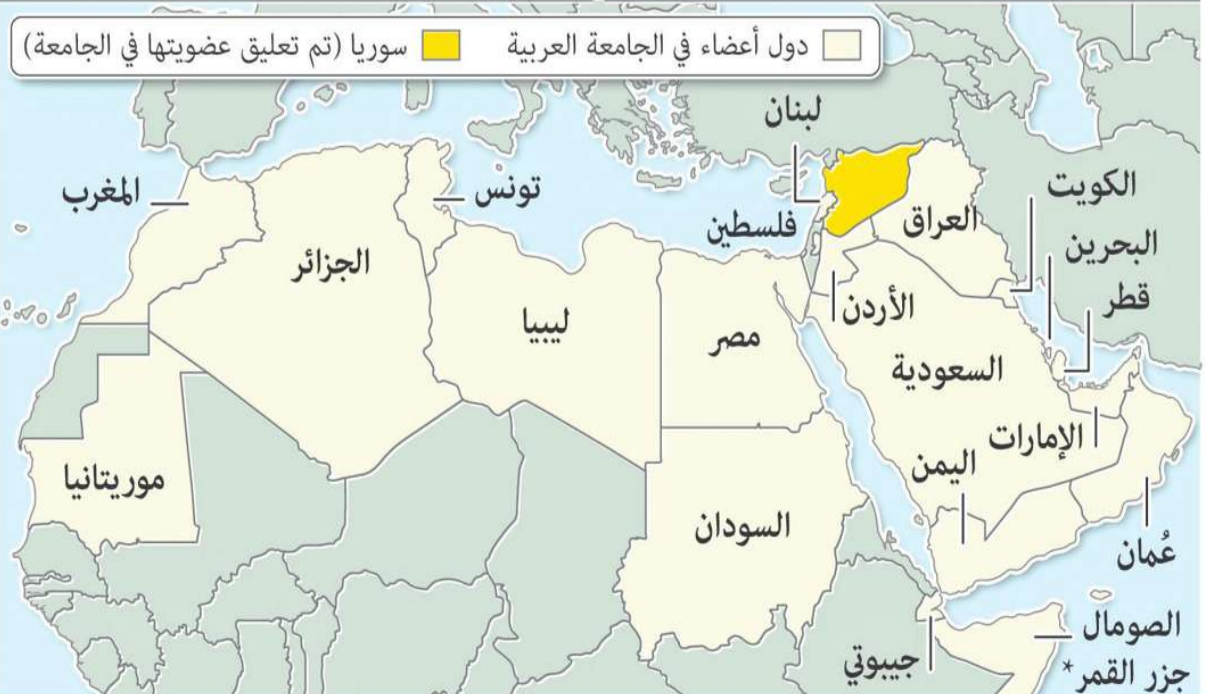 دول أعضاء في الجامعة العربية
سوريا (تم تعليق عضويتها في الجامعة)
لبنان
المغرب
تونس
الكويت
فلسطين
العراق
البحرين
الجزائر
قطر
الأردن
ليبيا
مصر
السعودية
الإمارات
اليمن
موريتانيا
السودان
عُمان
الصومال
جيبوتي
جزر القمر*